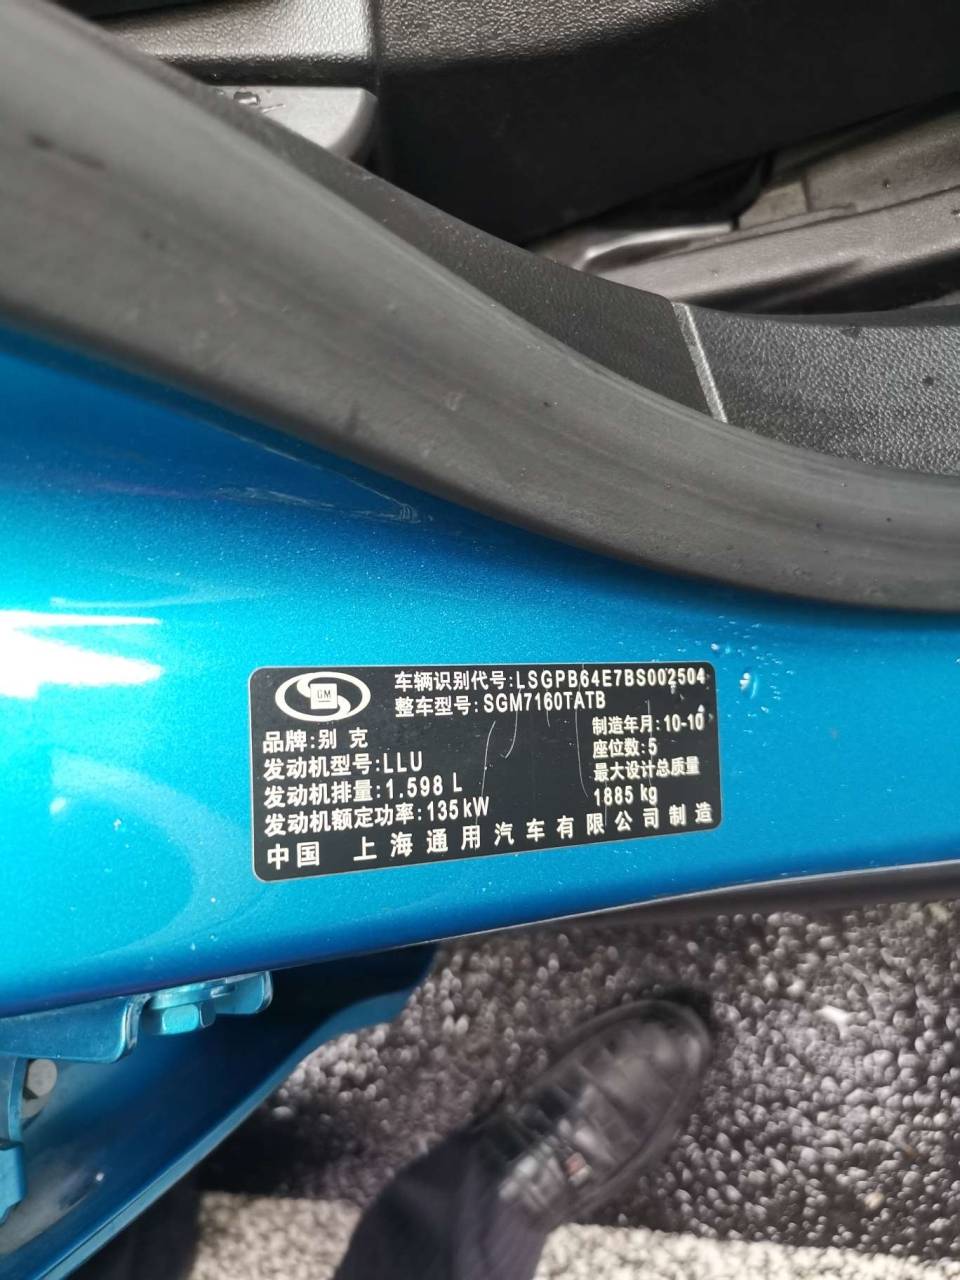 GM
车辆识别代号:LSGPB64E7BS002504
整车型号:SGM7160TATB
品牌:别 克
制造年月:10-10
发动机型号:LLU
座位数:5
发动机排量:1.598 L
最大设计总质量
1885 kg
发动机额定功率:135kW
中国 上海通用汽车有限公司制造